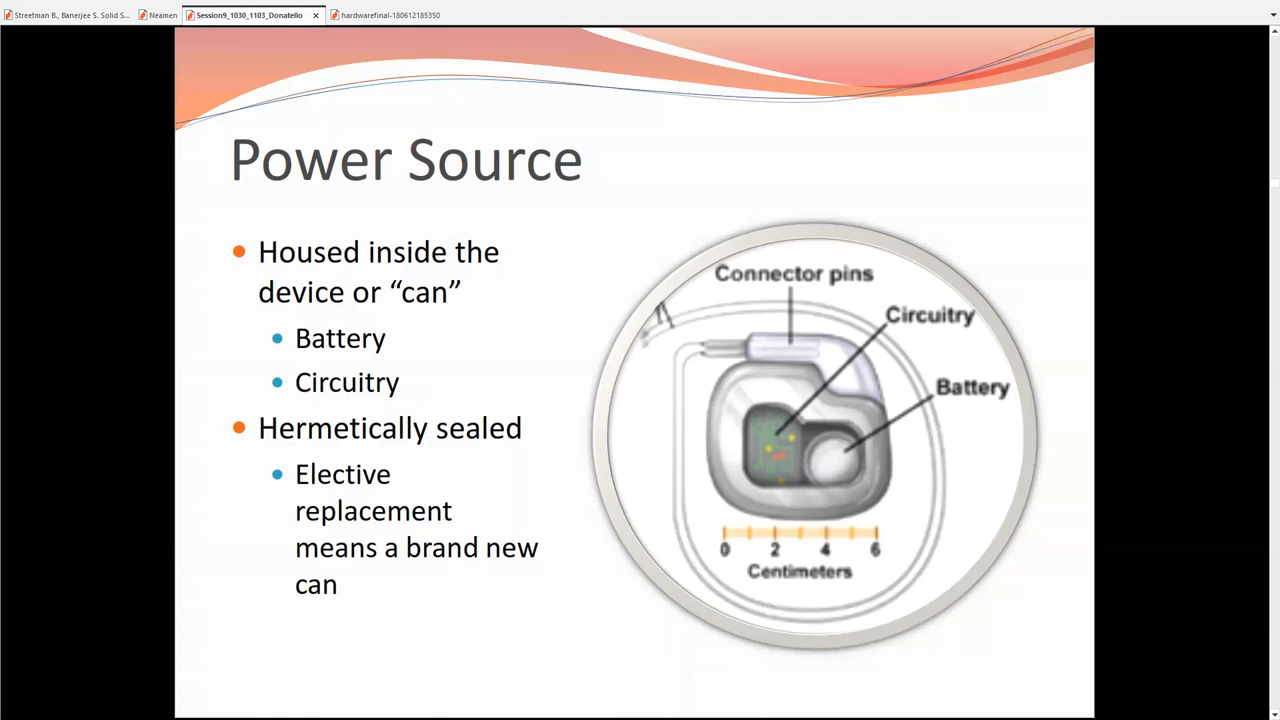 Streetman B., Banerjee S. Solid S...
Neamen
Session9_1030_1103_Donatello
hardwarefinal-180612185350
Power Source
Housed inside the
device or “can”
Battery
Circuitry
Hermetically sealed
Elective
replacement
means a brand new
can
Connector pins
Circuitry
Battery
0 2 4 6
Centimeters